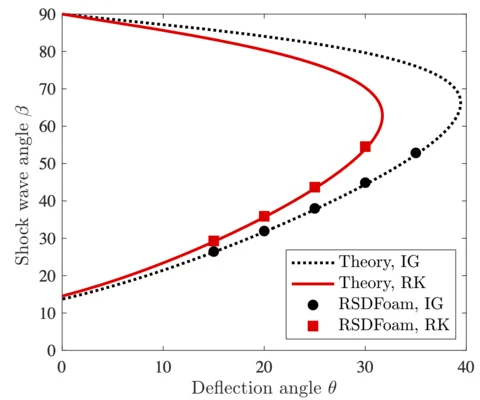 90
80
70
60
50
40
30
20
10
0
Shock wave angle β
0 10 20 30 40
Deflection angle θ
Theory, IG
Theory, RK
RSDFoam, IG
RSDFoam, RK